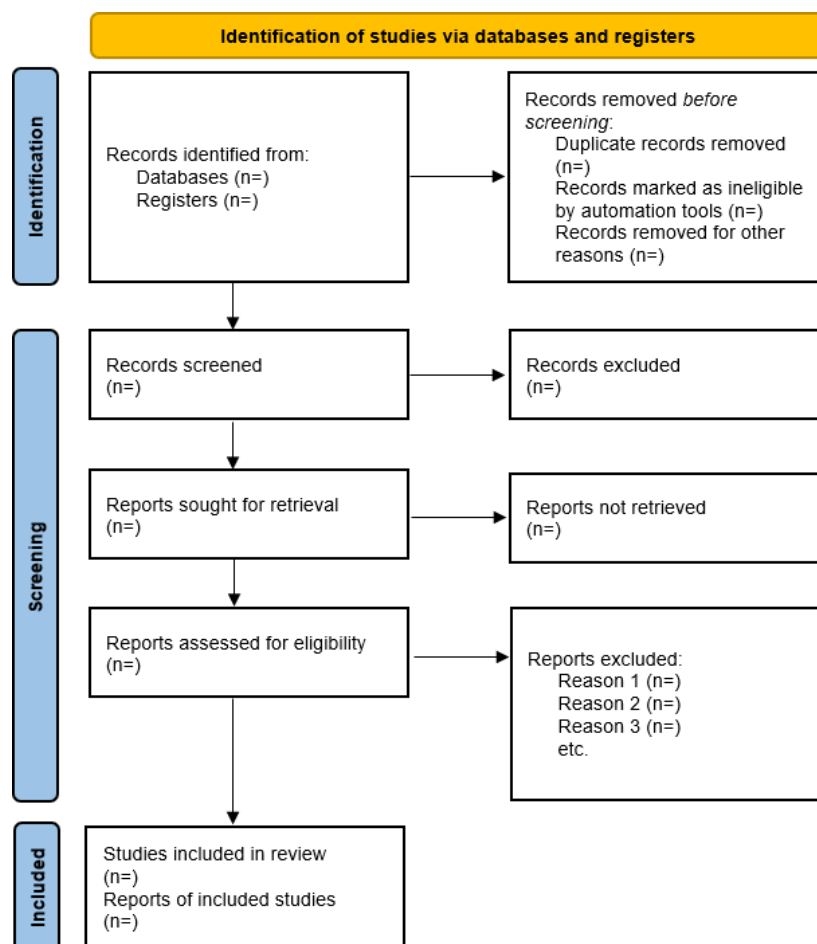 Identification of studies via databases and registers
Identification
Records identified from:
Databases (n=)
Registers (n=)
Records removed before
screening:
Duplicate records removed
(n=)
Records marked as ineligible
by automation tools (n=)
Records removed for other
reasons (n=)
Screening
Records screened
(n=)
Records excluded
(n=)
Reports sought for retrieval
(n=)
Reports not retrieved
(n=)
Reports assessed for eligibility
(n=)
Reports excluded:
Reason 1 (n=)
Reason 2 (n=)
Reason 3 (n=)
etc.
Included
Studies included in review
(n=)
Reports of included studies
(n=)